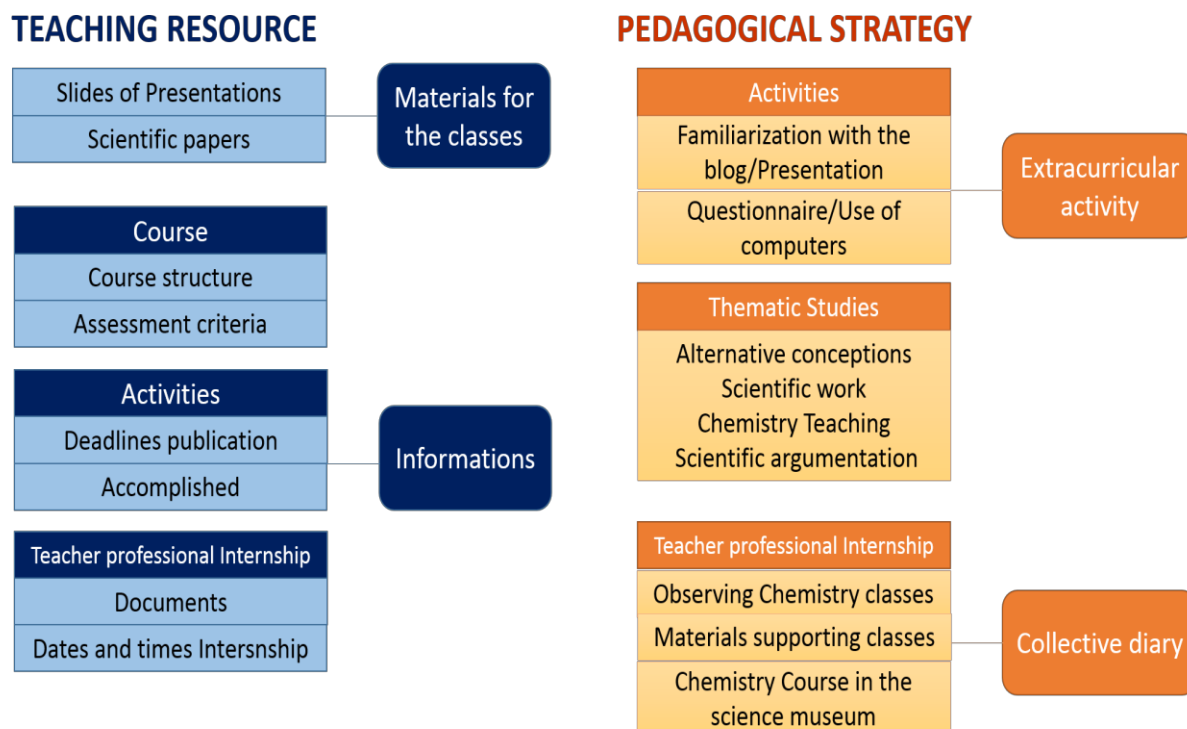 TEACHING RESOURCE
Slides of Presentations
Scientific papers
Materials for
the classes
Course
Course structure
Assessment criteria
Activities
Deadlines publication
Accomplished
Informations
Teacher professional Internship
Documents
Dates and times Intersnship
PEDAGOGICAL STRATEGY
Activities
Familiarization with the
blog/Presentation
Questionnaire/Use of
computers
Extracurricular
activity
Thematic Studies
Alternative conceptions
Scientific work
Chemistry Teaching
Scientific argumentation
Teacher professional Internship
Observing Chemistry classes
Materials supporting classes
Chemistry Course in the
science museum
Collective diary